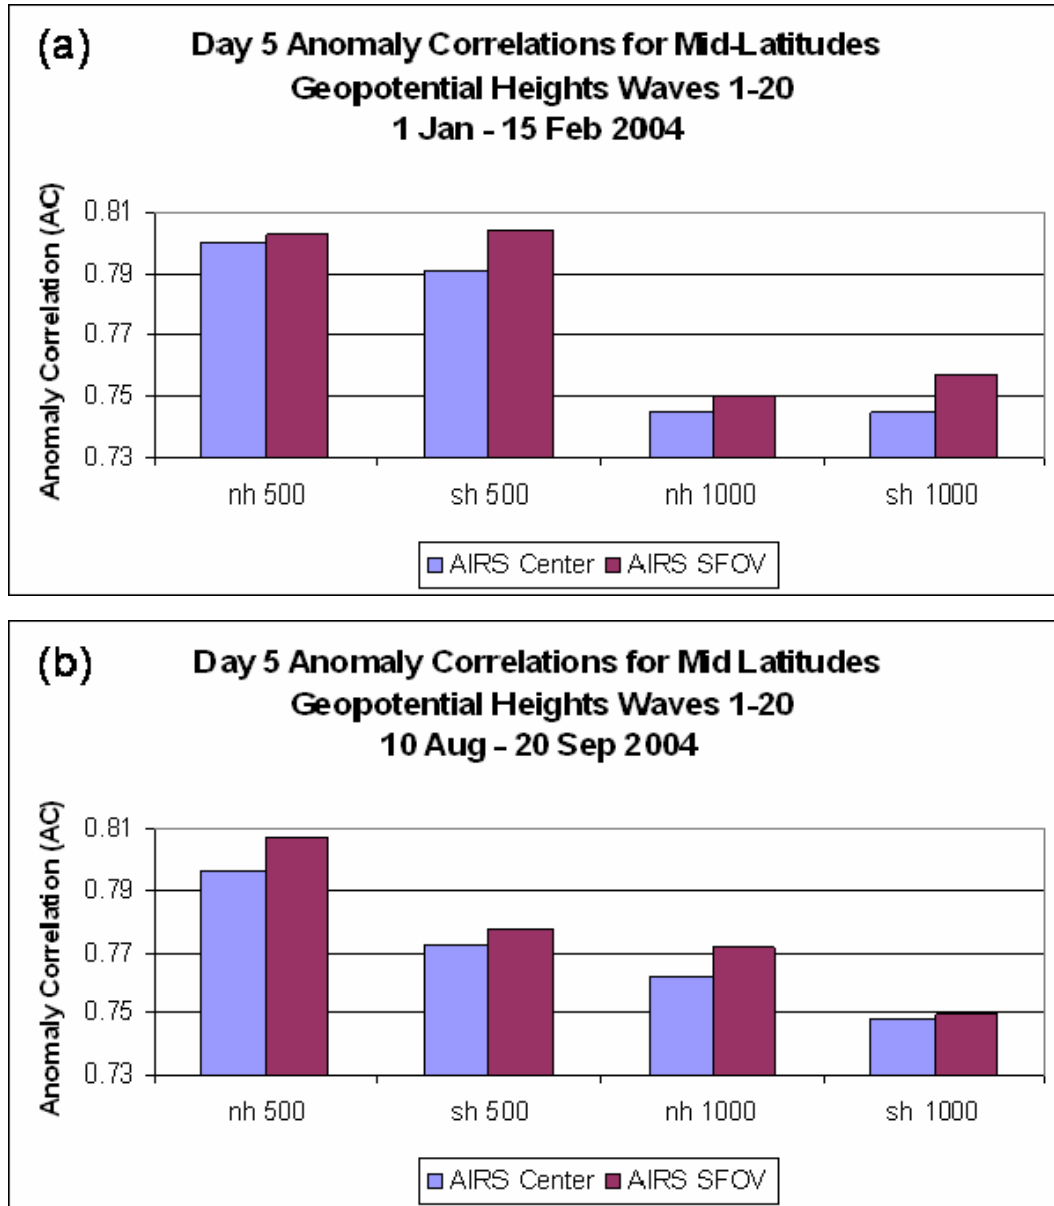 (a)
Day 5 Anomaly Correlations for Mid-Latitudes
Geopotential Heights Waves 1-20
1 Jan - 15 Feb 2004
Anomaly Correlation (AC)
0.81
0.79
0.77
0.75
0.73
nh 500 sh 500 nh 1000 sh 1000
AIRS Center AIRS SFOV
(b)
Day 5 Anomaly Correlations for Mid Latitudes
Geopotential Heights Waves 1-20
10 Aug - 20 Sep 2004
Anomaly Correlation (AC)
0.81
0.79
0.77
0.75
0.73
nh 500 sh 500 nh 1000 sh 1000
AIRS Center AIRS SFOV